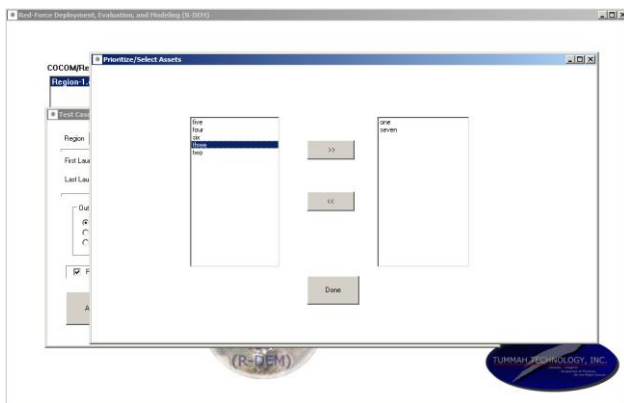 Red-Force Deployment, Evaluation, and Modeling (R-DEM)
Prioritize/Select Assets
COCOM/Re
Region-1.
Test Cas
Region
First Lau
Last Lau
Out
F
A
five
four
six
three
two
>>
<<
Done
one
seven
(R-DEM)
TUMMAH TECHNOLOGY, INC.